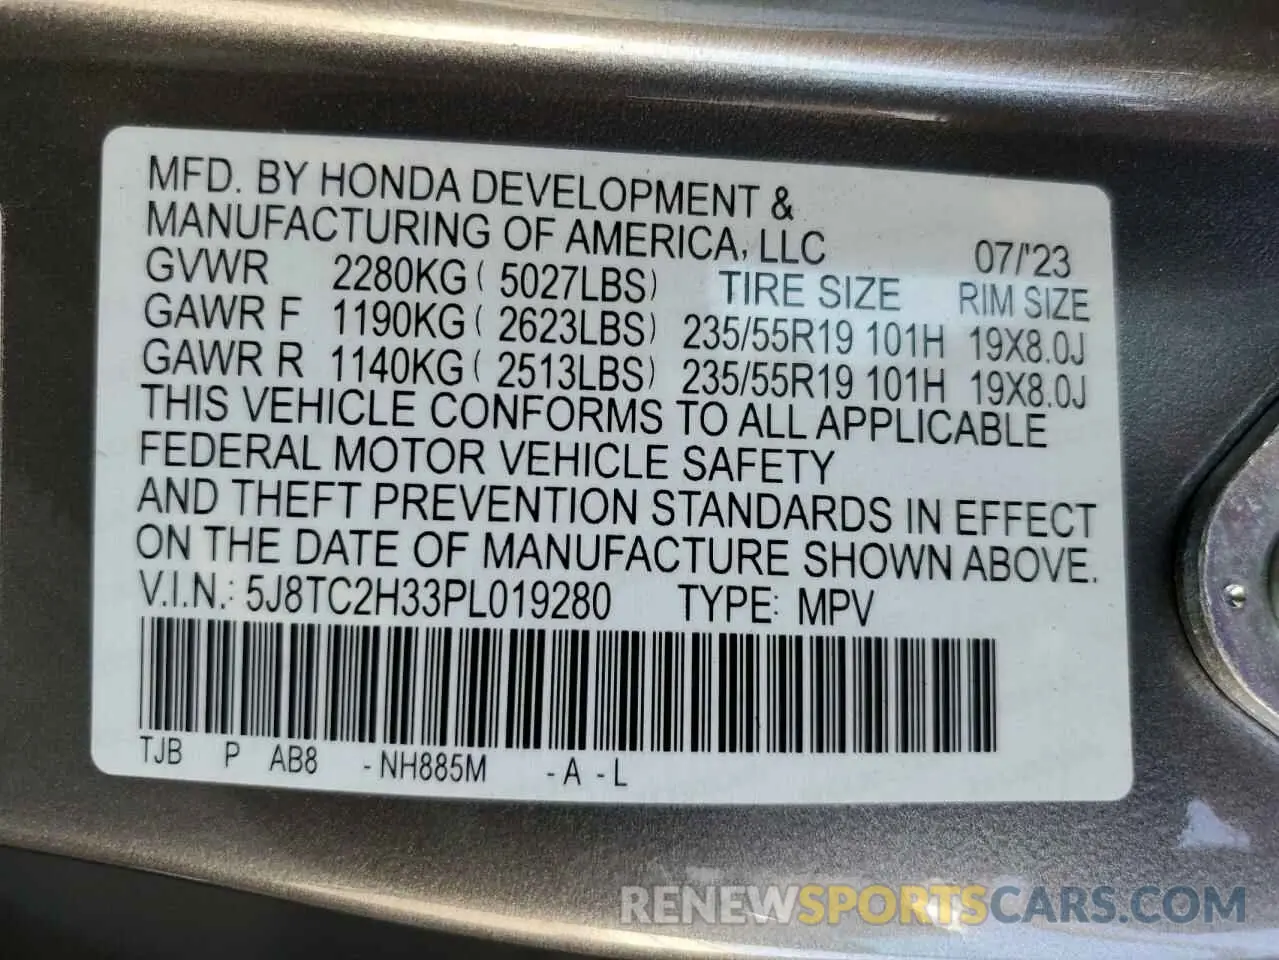 MFD. BY HONDA DEVELOPMENT &
MANUFACTURING OF AMERICA, LLC 07/'23
GVWR 2280KG ( 5027LBS) TIRE SIZE RIM SIZE
GAWR F 1190KG ( 2623LBS) 235/55R19 101H 19X8.0J
GAWR R 1140KG ( 2513LBS) 235/55R19 101H 19X8.0J
THIS VEHICLE CONFORMS TO ALL APPLICABLE
FEDERAL MOTOR VEHICLE SAFETY
AND THEFT PREVENTION STANDARDS IN EFFECT
ON THE DATE OF MANUFACTURE SHOWN ABOVE.
V.I.N.: 5J8TC2H33PL019280 TYPE: MPV
TJB P AB8 -NH885M -A -L
RENEWSPORTSCARS.COM